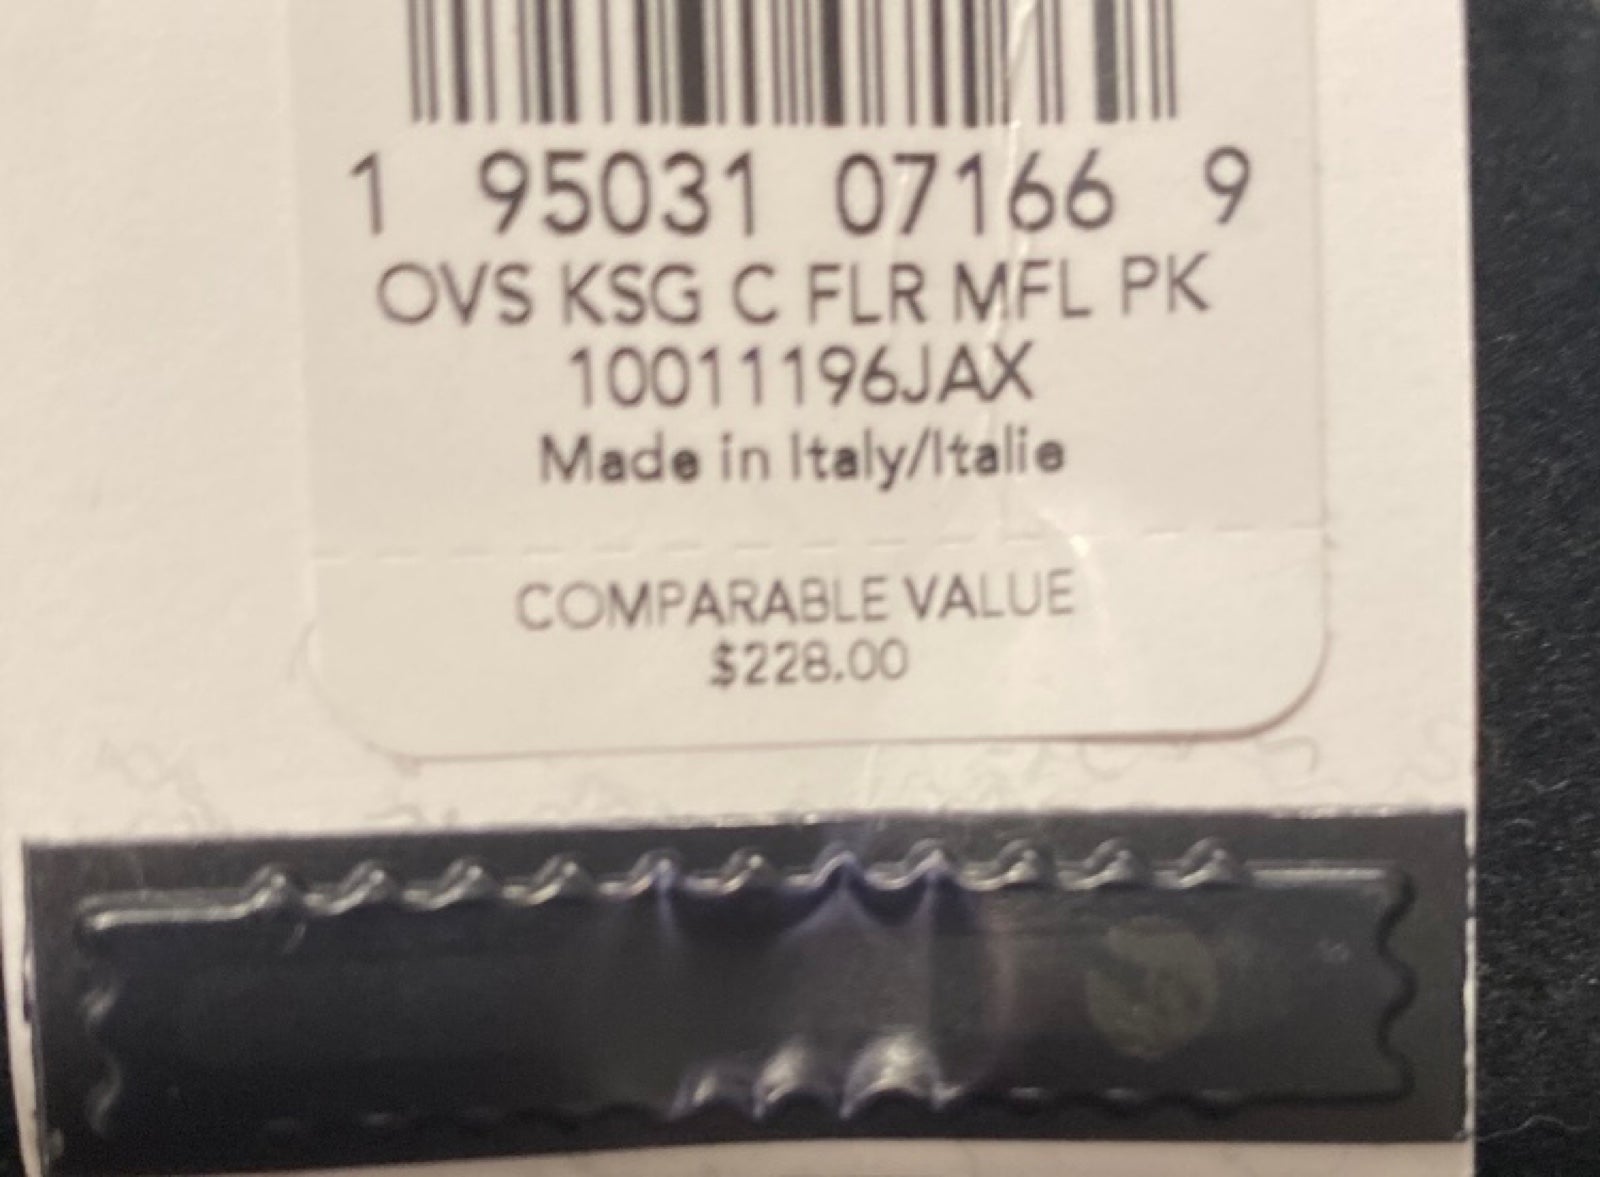 1 95031 07166 9
OVS KSG C FLR MFL PK
10011196JAX
Made in Italy/Italie
COMPARABLE VALUE
$228.00